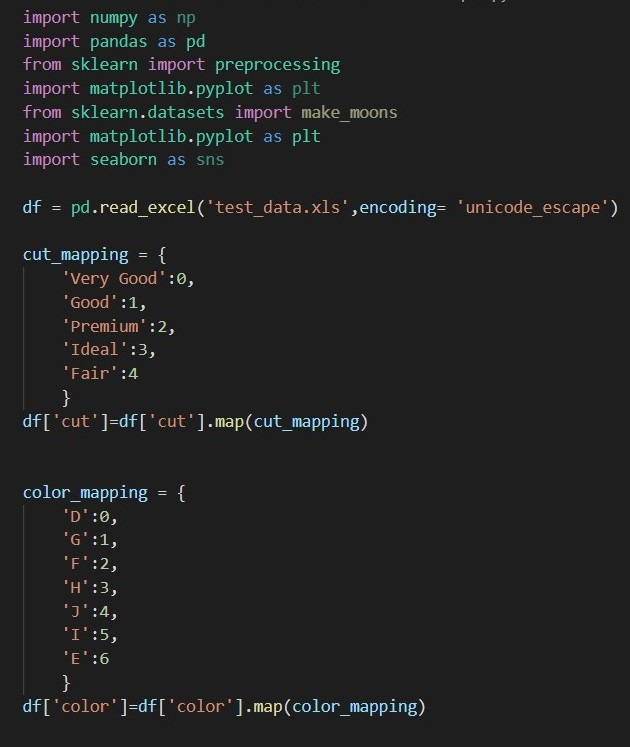 import numpy as np
import pandas as pd
from sklearn import preprocessing
import matplotlib.pyplot as plt
from sklearn.datasets import make_moons
import matplotlib.pyplot as plt
import seaborn as sns
df = pd.read_excel('test_data.xls',encoding= 'unicode_escape')
cut_mapping = {
    'Very Good':0,
    'Good':1,
    'Premium':2,
    'Ideal':3,
    'Fair':4
    }
df['cut']=df['cut'].map(cut_mapping)
color_mapping = {
    'D':0,
    'G':1,
    'F':2,
    'H':3,
    'J':4,
    'I':5,
    'E':6
    }
df['color']=df['color'].map(color_mapping)